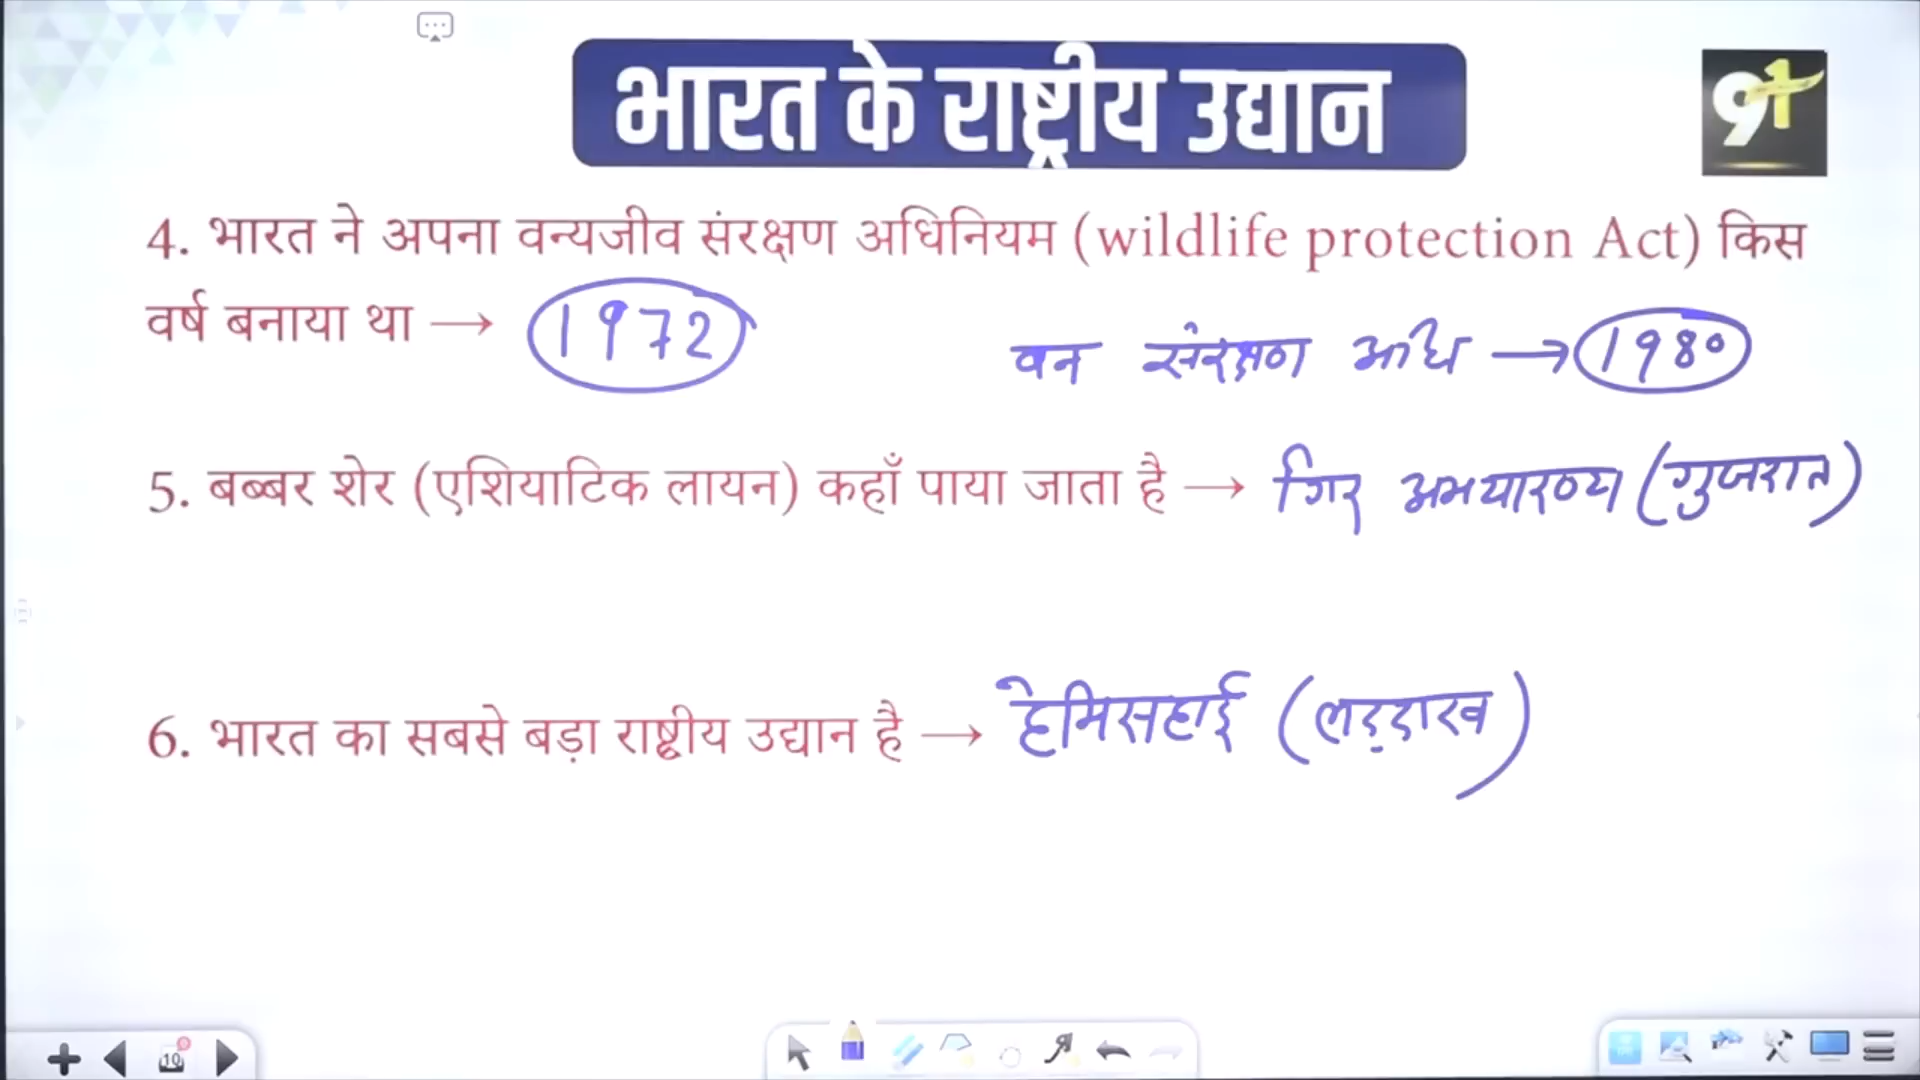 भारत के राष्ट्रीय उद्यान
9+
4. भारत ने अपना वन्यजीव संरक्षण अधिनियम (wildlife protection Act) किस
वर्ष बनाया था → 1972
वन संरक्षण अधि → 1980
5. बब्बर शेर (एशियाटिक लायन) कहाँ पाया जाता है → गिर अभयारण्य (गुजरात)
6. भारत का सबसे बड़ा राष्ट्रीय उद्यान है → हेमिसहाई (लद्दाख)
10